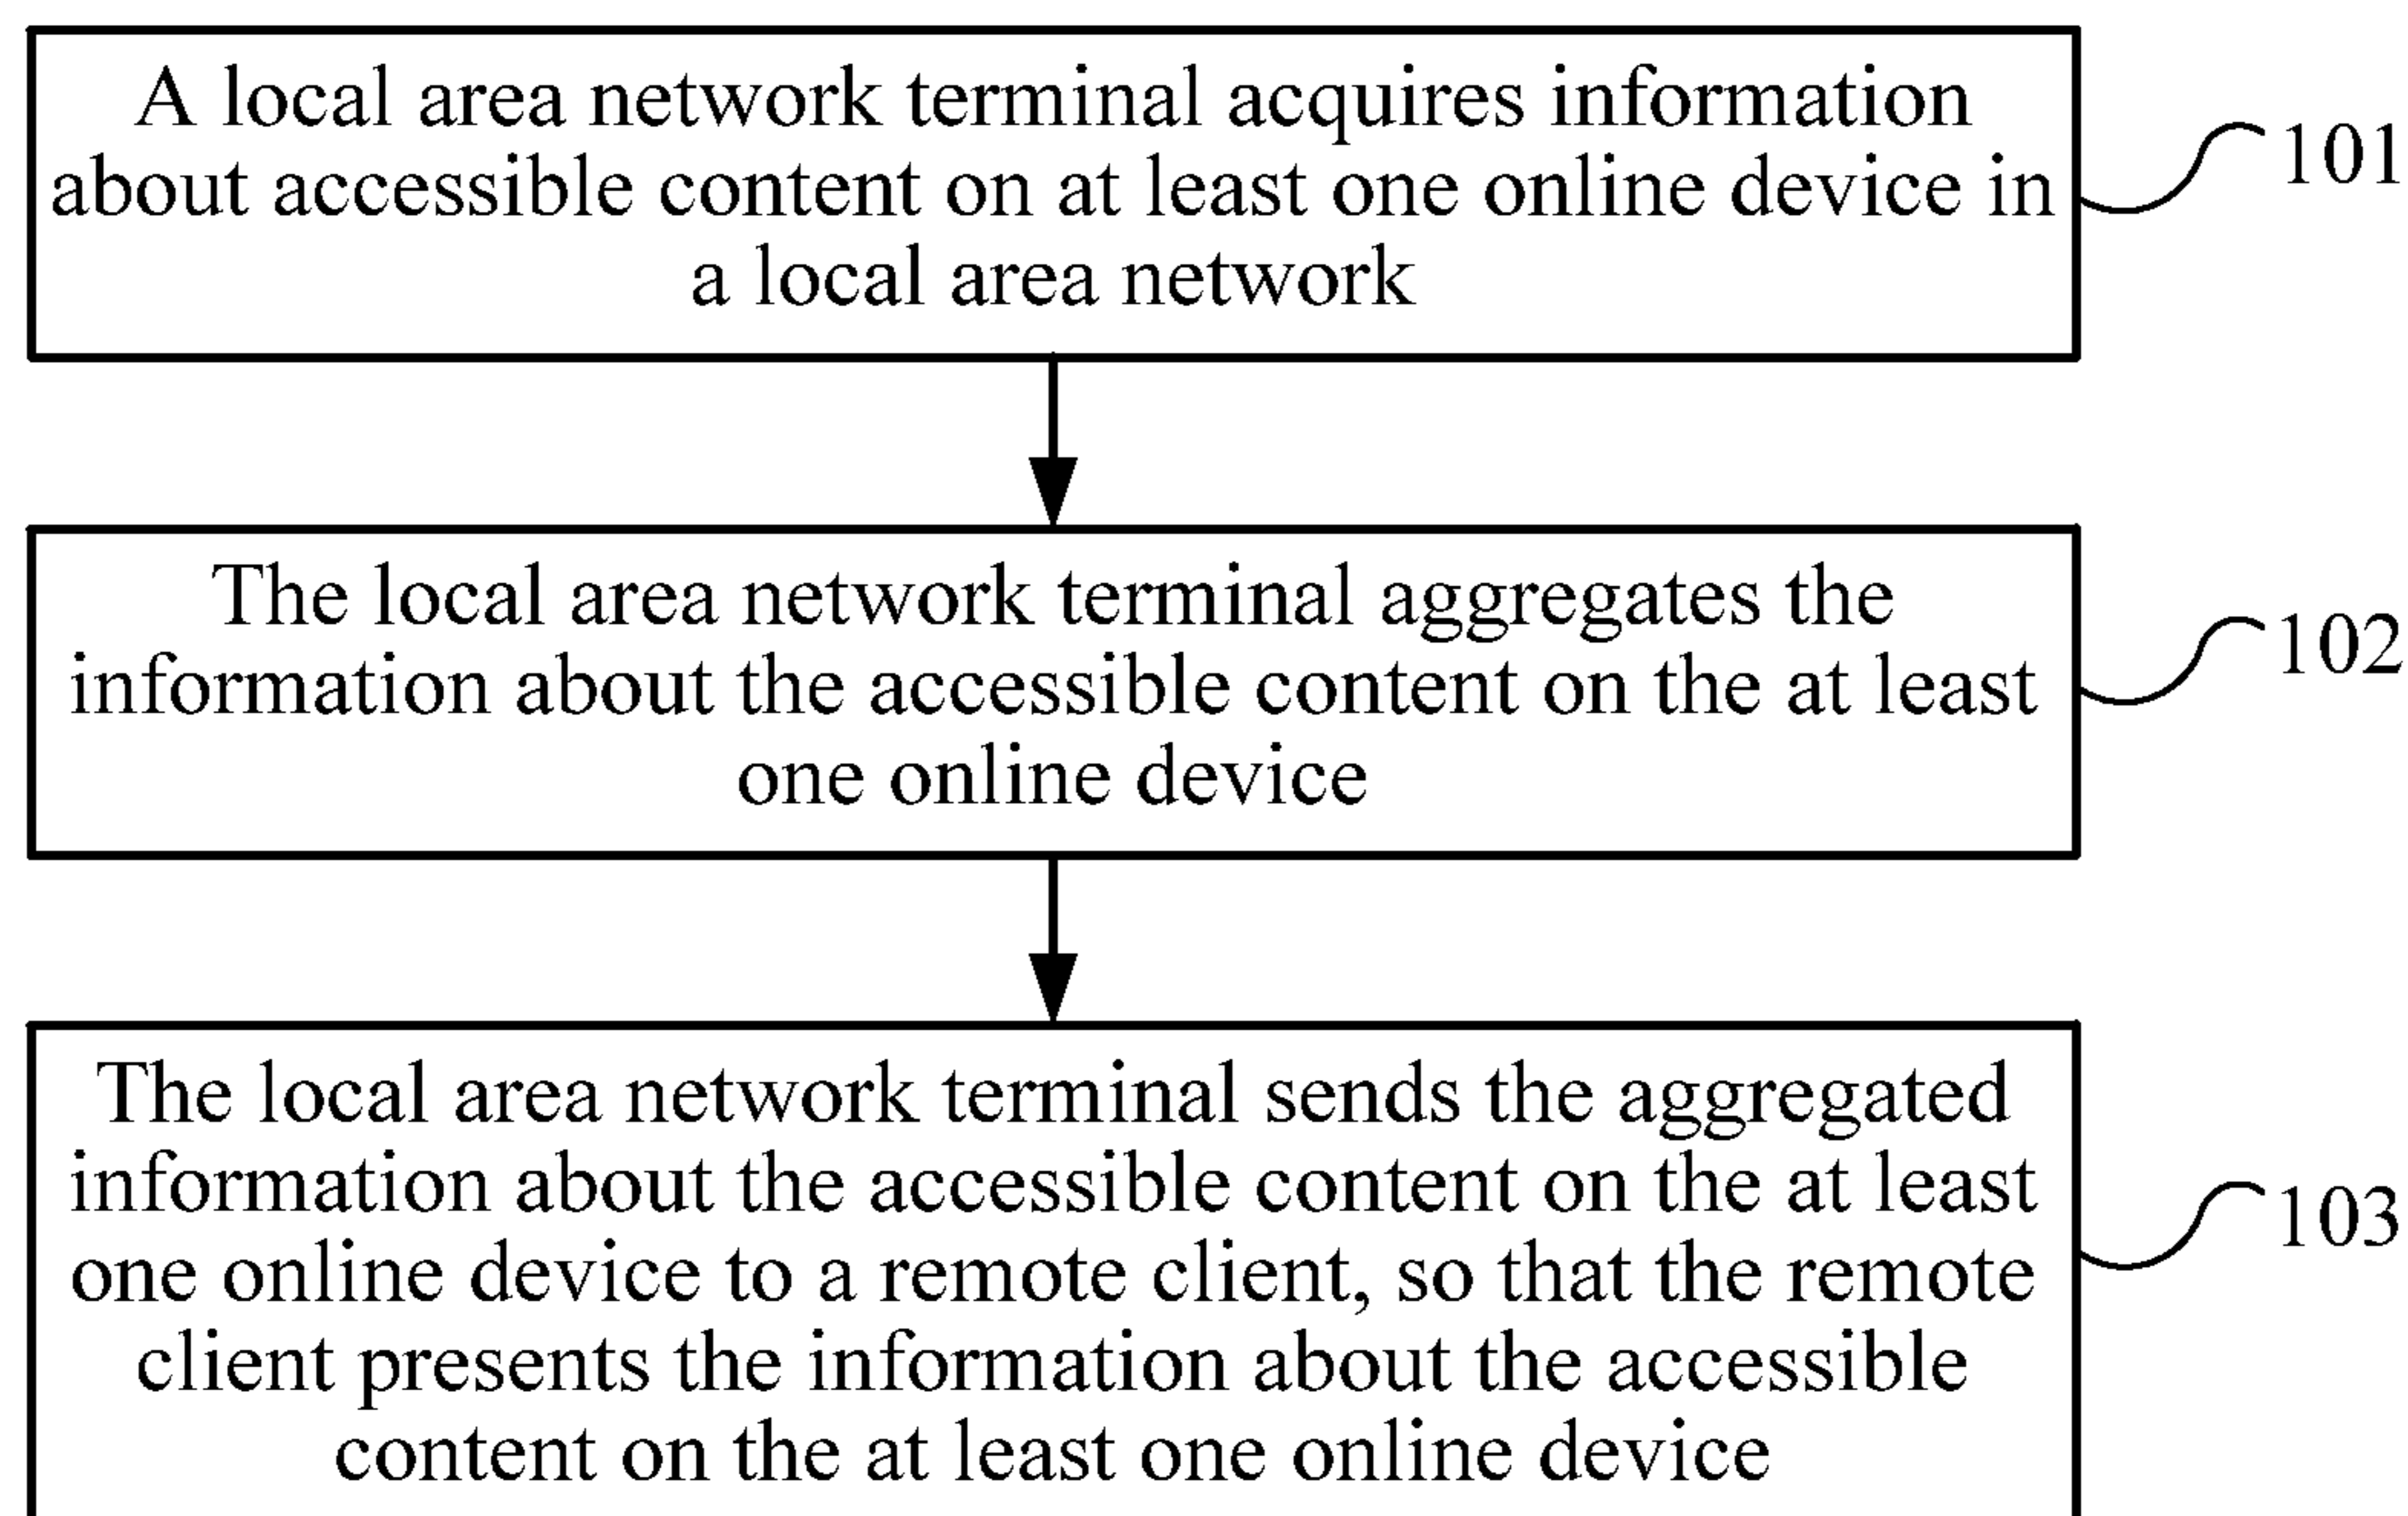 A local area network terminal acquires information
about accessible content on at least one online device in
a local area network
101
The local area network terminal aggregates the
information about the accessible content on the at least
one online device
102
The local area network terminal sends the aggregated
information about the accessible content on the at least
one online device to a remote client, so that the remote
client presents the information about the accessible
content on the at least one online device
103